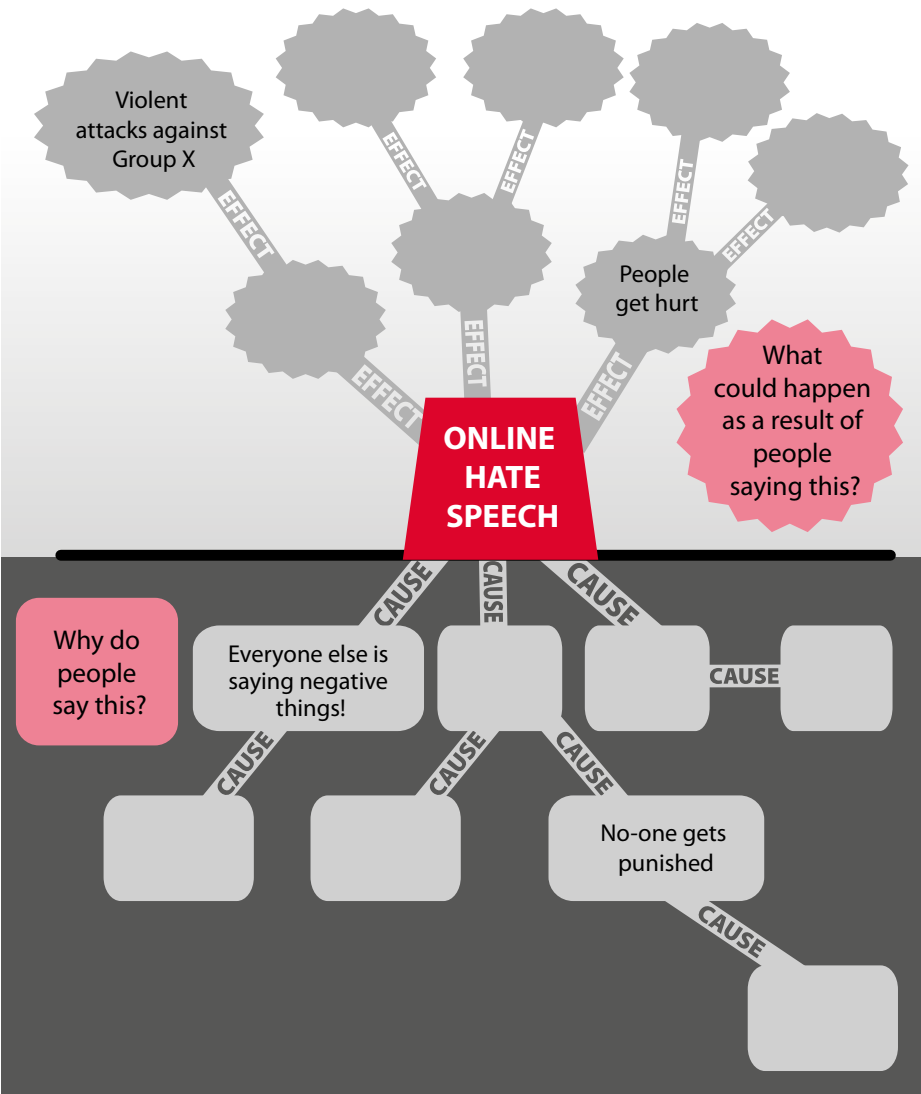 Violent
attacks against
Group X
EFFECT
EFFECT
EFFECT
EFFECT
EFFECT
EFFECT
EFFECT
EFFECT
People
get hurt
What
could happen
as a result of
people
saying this?
ONLINE
HATE
SPEECH
CAUSE
CAUSE
CAUSE
Why do
people
say this?
Everyone else is
saying negative
things!
CAUSE
CAUSE
CAUSE
CAUSE
No-one gets
punished
CAUSE